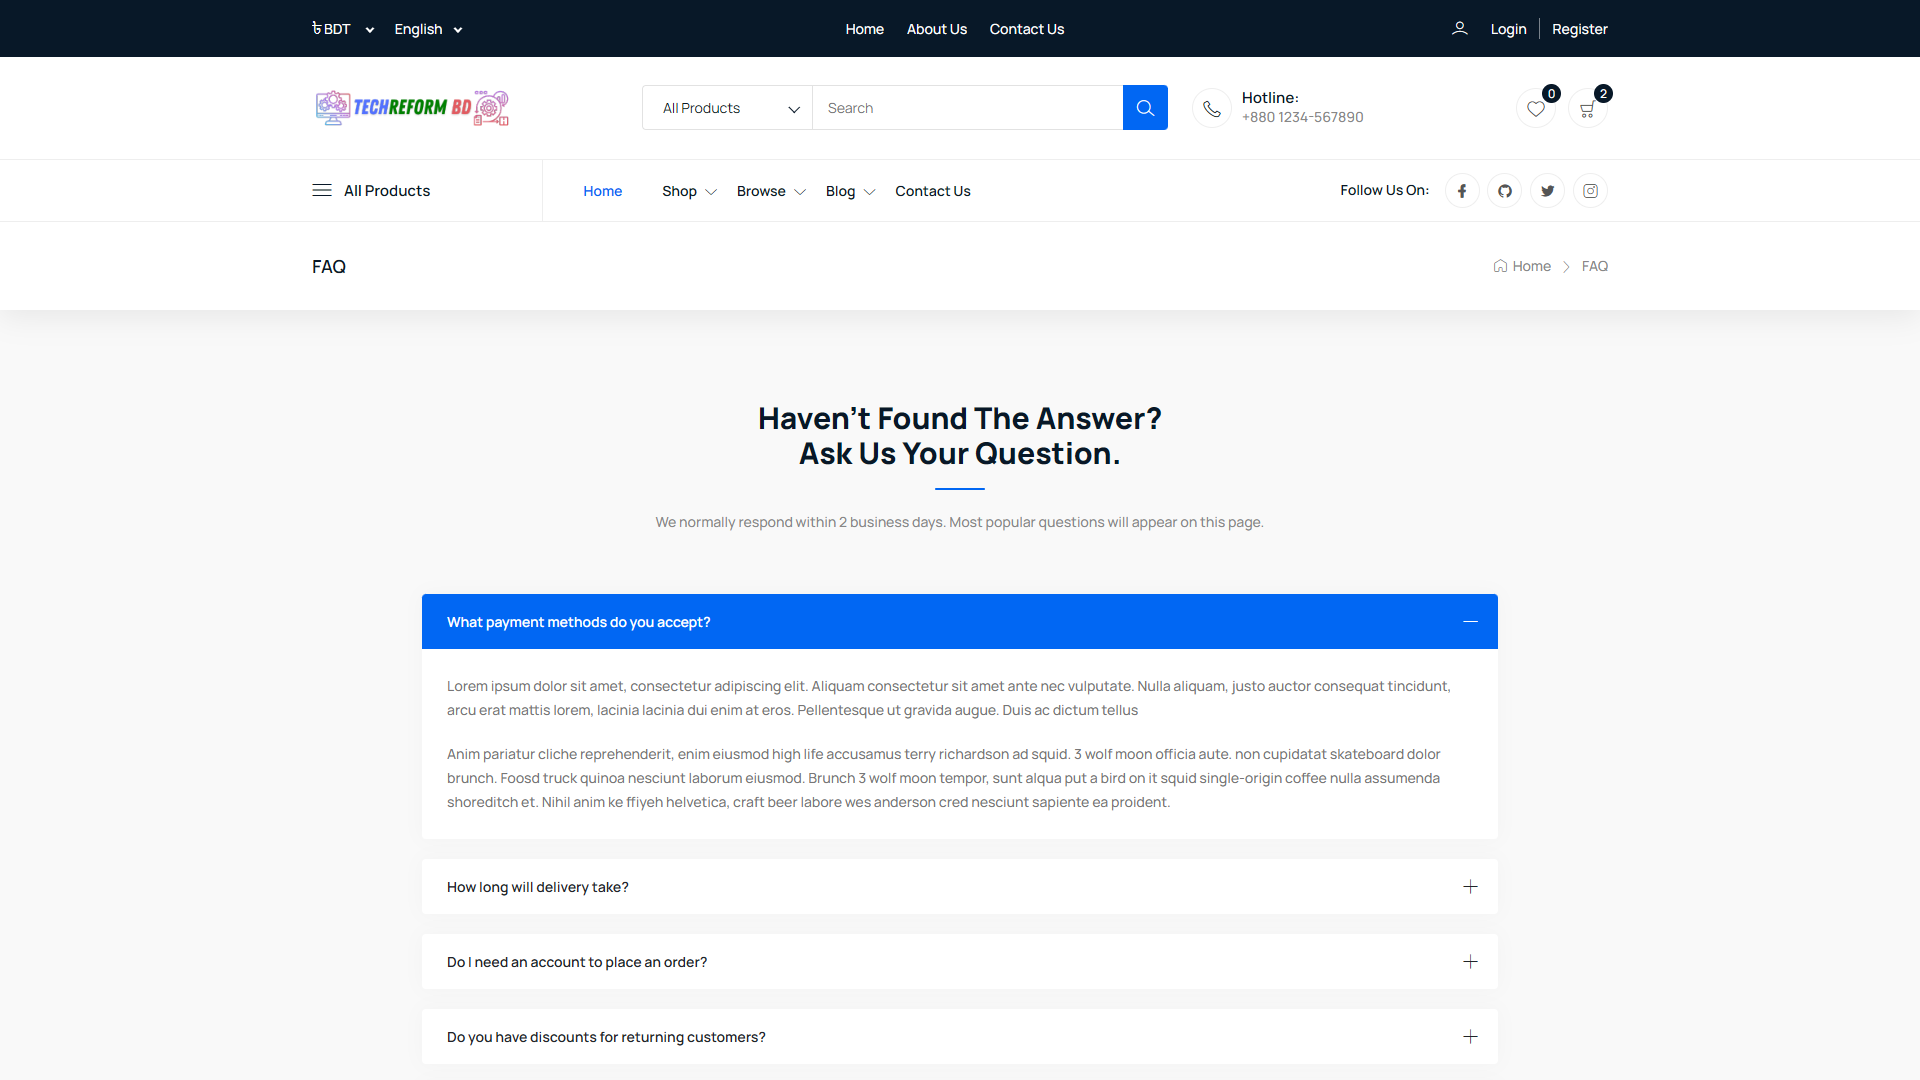 ৳ BDT English Home About Us Contact Us Login Register
TECHREFORM BD All Products Search Hotline: 0 2
+880 1234-567890
All Products Home Shop Browse Blog Contact Us Follow Us On:
FAQ Home FAQ
Haven't Found The Answer?
Ask Us Your Question.
We normally respond within 2 business days. Most popular questions will appear on this page.
What payment methods do you accept?
Lorem ipsum dolor sit amet, consectetur adipiscing elit. Aliquam consectetur sit amet ante nec vulputate. Nulla aliquam, justo auctor consequat tincidunt,
arcu erat mattis lorem, lacinia lacinia dui enim at eros. Pellentesque ut gravida augue. Duis ac dictum tellus
Anim pariatur cliche reprehenderit, enim eiusmod high life accusamus terry richardson ad squid. 3 wolf moon officia aute. non cupidatat skateboard dolor
brunch. Foosd truck quinoa nesciunt laborum eiusmod. Brunch 3 wolf moon tempor, sunt alqua put a bird on it squid single-origin coffee nulla assumenda
shoreditch et. Nihil anim ke ffiyeh helvetica, craft beer labore wes anderson cred nesciunt sapiente ea proident.
How long will delivery take?
Do I need an account to place an order?
Do you have discounts for returning customers?